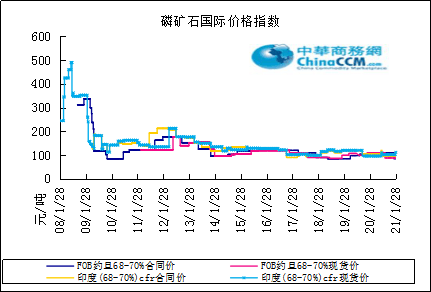 磷矿石国际价格指数
中華商務網
ChinaCCM.com
China Commodity Marketplace
元/吨
600
500
400
300
200
100
0
08/1/28
09/1/28
10/1/28
11/1/28
12/1/28
13/1/28
14/1/28
15/1/28
16/1/28
17/1/28
18/1/28
19/1/28
20/1/28
21/1/28
FOB约旦68-70%合同价
FOB约旦68-70%现货价
印度(68-70%)cfr合同价
印度(68-70%)cfr现货价